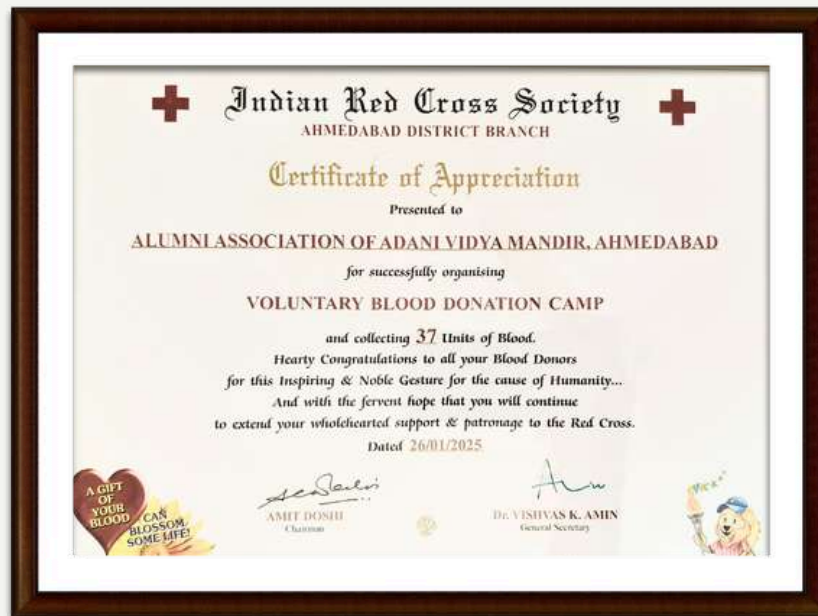 Indian Red Cross Society
AHMEDABAD DISTRICT BRANCH
Certificate of Appreciation
Presented to
ALUMNI ASSOCIATION OF ADANI VIDYA MANDIR, AHMEDABAD
for successfully organising
VOLUNTARY BLOOD DONATION CAMP
and collecting 37 Units of Blood.
Hearty Congratulations to all your Blood Donors
for this Inspiring & Noble Gesture for the cause of Humanity...
And with the fervent hope that you will continue
to extend your wholehearted support & patronage to the Red Cross.
Dated 26/01/2025
A GIFT
OF
YOUR
BLOOD
CAN
BLOSSOM
SOME LIFE!
AMIT DOSHI
Chairman
Dr. VISHVAS K. AMIN
General Secretary